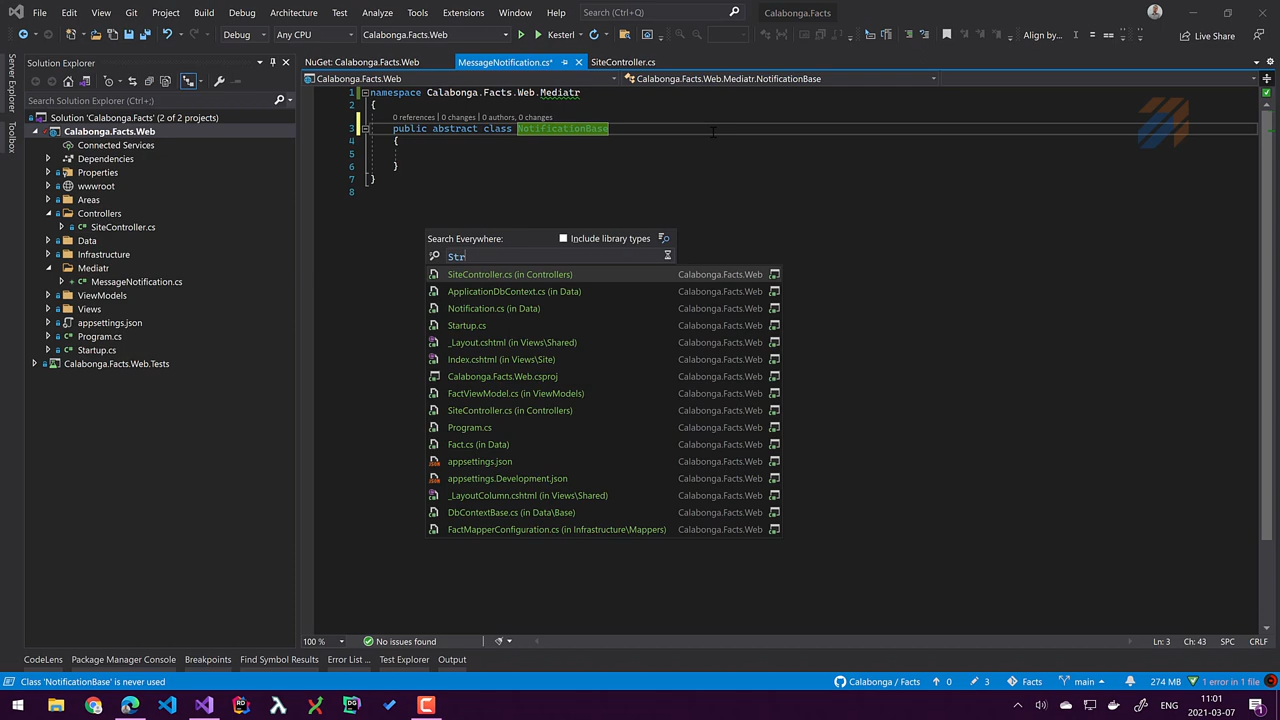 File Edit View Git Project Build Debug Architecture Test Analyze Tools Extensions Window Help Search (Ctrl+Q) Calabonga.Facts
Debug Any CPU Calabonga.Facts.Web Kestrel Align by... Live Share
Server Explorer
Toolbox
Solution Explorer
Search Solution Explorer (Ctrl+;)
Solution 'Calabonga.Facts' (2 of 2 projects)
Calabonga.Facts.Web
Connected Services
Dependencies
Properties
wwwroot
Areas
Controllers
SiteController.cs
Data
Infrastructure
Mediatr
MessageNotification.cs
ViewModels
Views
appsettings.json
Program.cs
Startup.cs
Calabonga.Facts.Web.Tests
NuGet: Calabonga.Facts.Web MessageNotification.cs* SiteController.cs
Calabonga.Facts.Web Calabonga.Facts.Web.Mediatr.NotificationBase
1 namespace Calabonga.Facts.Web.Mediatr
2 {
0 references | 0 changes | 0 authors, 0 changes
3 public abstract class NotificationBase
4 {
5
6 }
7 }
8
Search Everywhere: Include library types
Str
SiteController.cs (in Controllers) Calabonga.Facts.Web
ApplicationDbContext.cs (in Data) Calabonga.Facts.Web
Notification.cs (in Data) Calabonga.Facts.Web
Startup.cs Calabonga.Facts.Web
_Layout.cshtml (in Views\Shared) Calabonga.Facts.Web
Index.cshtml (in Views\Site) Calabonga.Facts.Web
Calabonga.Facts.Web.csproj Calabonga.Facts.Web
FactViewModel.cs (in ViewModels) Calabonga.Facts.Web
SiteController.cs (in Controllers) Calabonga.Facts.Web
Program.cs Calabonga.Facts.Web
Fact.cs (in Data) Calabonga.Facts.Web
appsettings.json Calabonga.Facts.Web
appsettings.Development.json Calabonga.Facts.Web
_LayoutColumn.cshtml (in Views\Shared) Calabonga.Facts.Web
DbContextBase.cs (in Data\Base) Calabonga.Facts.Web
FactMapperConfiguration.cs (in Infrastructure\Mappers) Calabonga.Facts.Web
100 % No issues found Ln: 3 Ch: 43 SPC CRLF
CodeLens Package Manager Console Breakpoints Find Symbol Results Error List ... Test Explorer Output
Class 'NotificationBase' is never used Calabonga / Facts 0 3 Facts main 274 MB 1 error in 1 file
ENG 11:01
2021-03-07